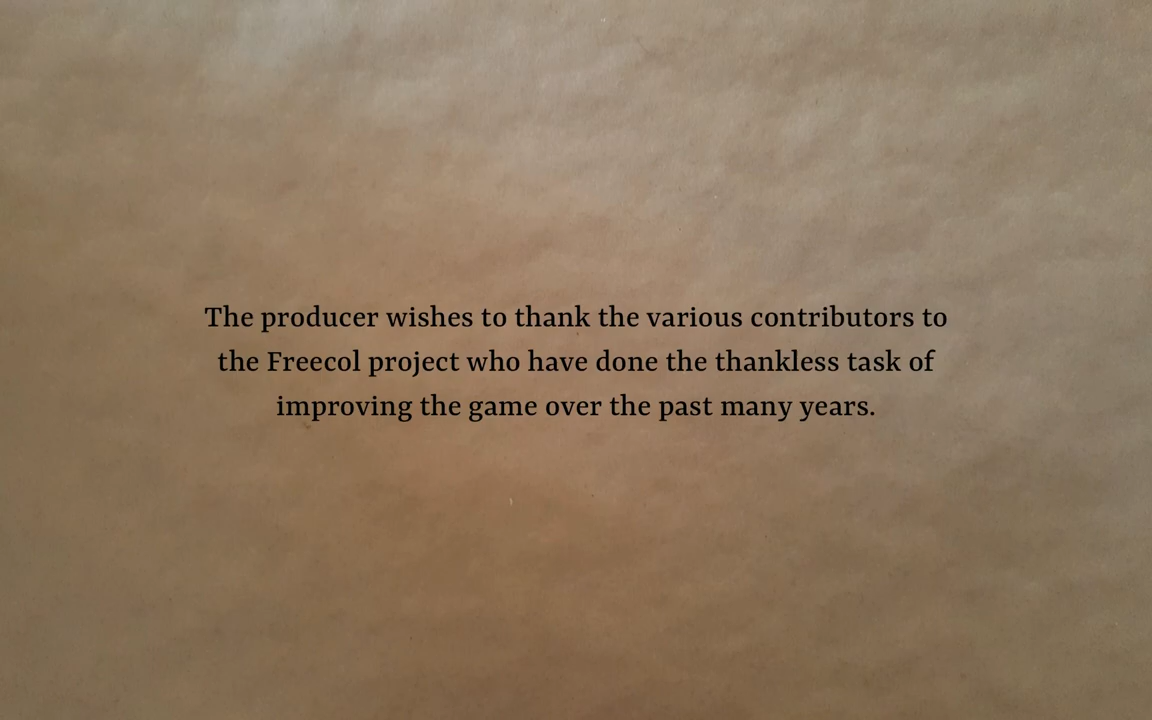 The producer wishes to thank the various contributors to
the Freecol project who have done the thankless task of
improving the game over the past many years.